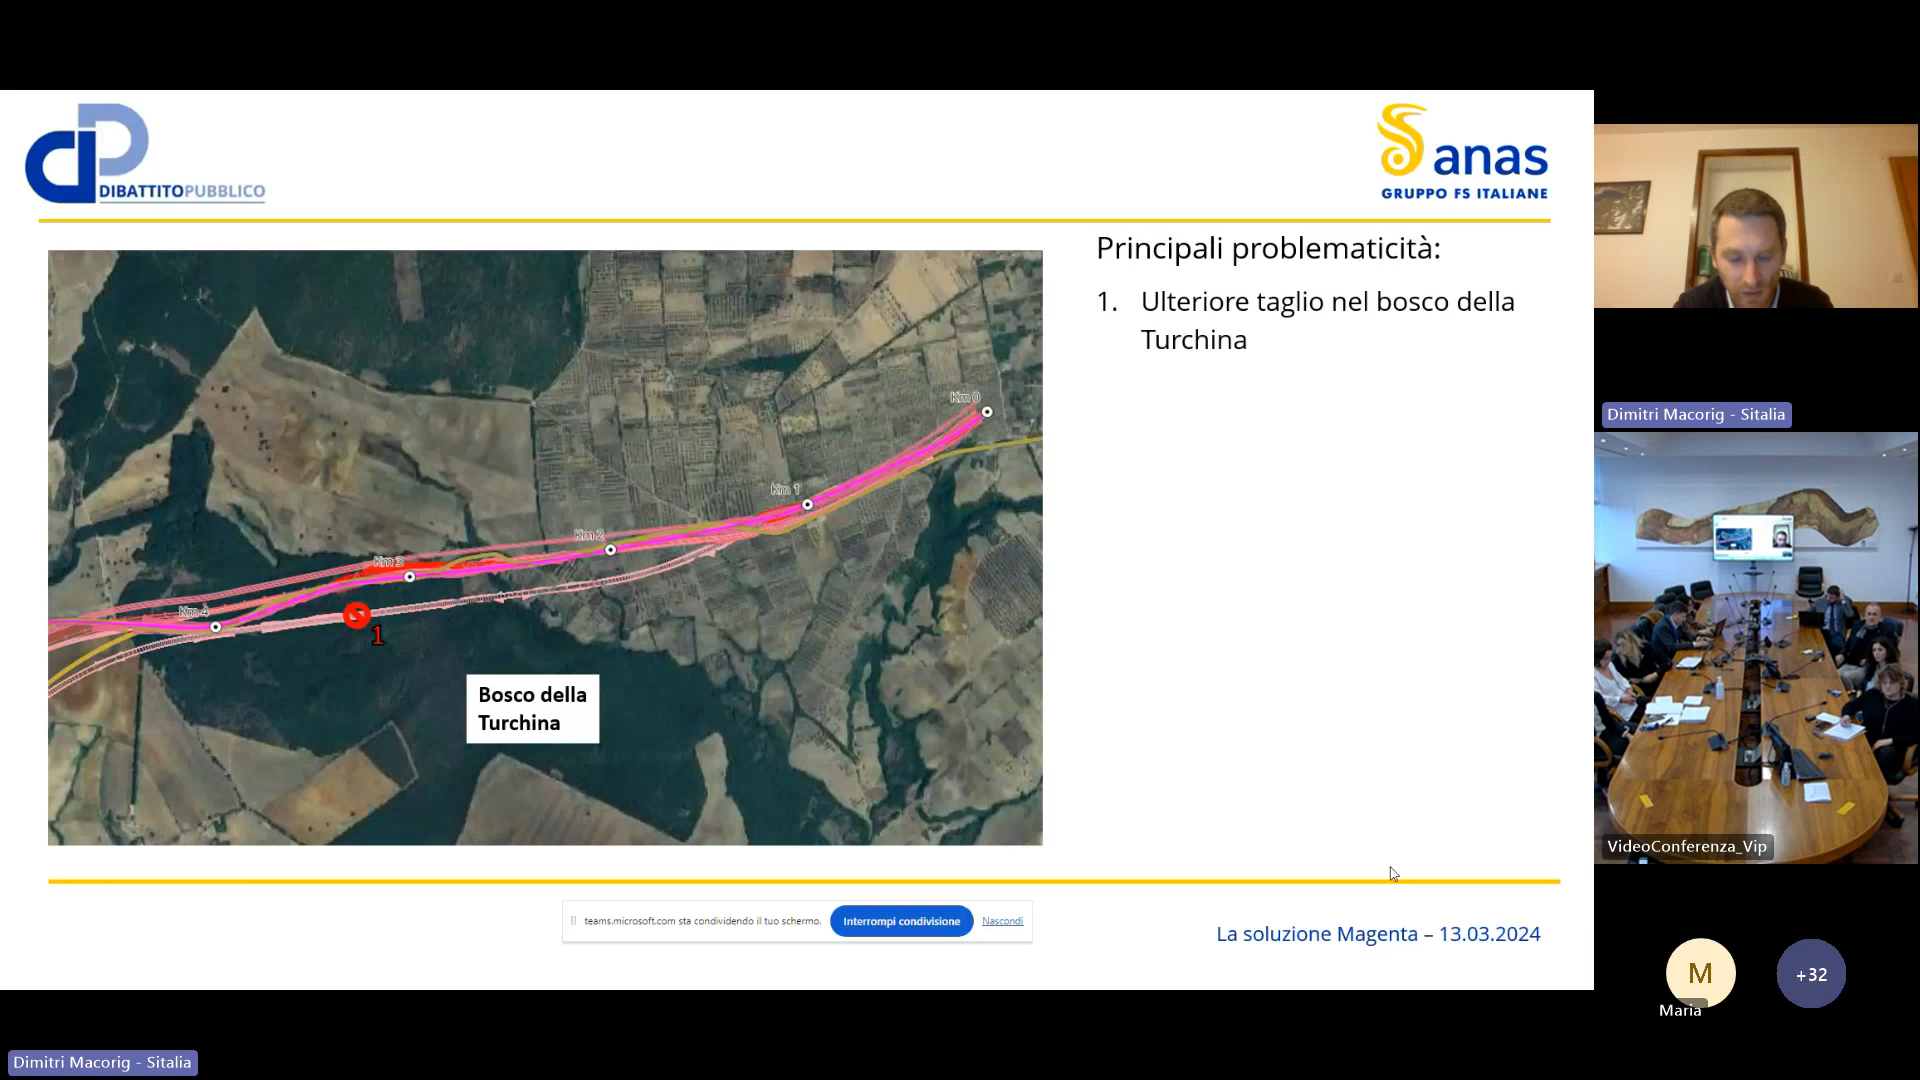 DIBATTITOPUBBLICO
anas
GRUPPO FS ITALIANE
Principali problematicità:
1. Ulteriore taglio nel bosco della
Turchina
Km 0
Km 1
Km 2
Km 3
Km 4
1
Bosco della
Turchina
teams.microsoft.com sta condividendo il tuo schermo.
Interrompi condivisione
Nascondi
La soluzione Magenta – 13.03.2024
Dimitri Macorig - Sitalia
VideoConferenza_Vip
M
Maria
+32
Dimitri Macorig - Sitalia